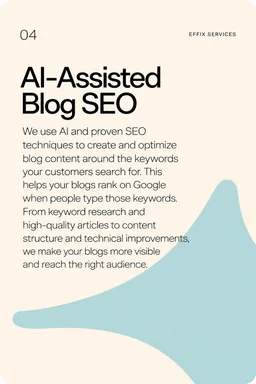 04
EFFIX SERVICES
AI-Assisted
Blog SEO
We use AI and proven SEO
techniques to create and optimize
blog content around the keywords
your customers search for. This
helps your blogs rank on Google
when people type those keywords.
From keyword research and
high-quality articles to content
structure and technical improvements,
we make your blogs more visible
and reach the right audience.